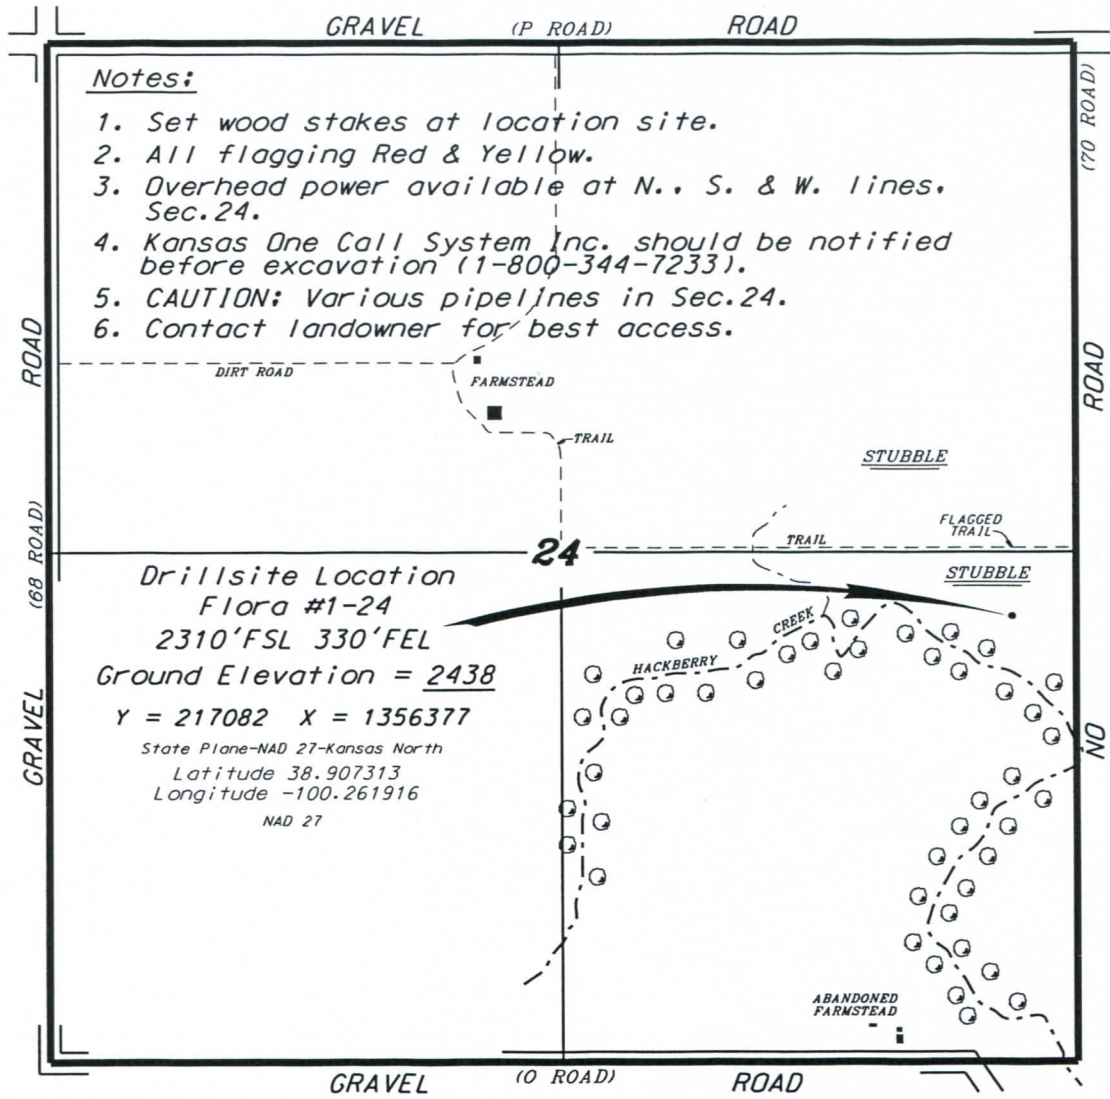 GRAVEL (P ROAD) ROAD
(70 ROAD)
Notes:
1. Set wood stakes at location site.
2. All flagging Red & Yellow.
3. Overhead power available at N., S. & W. lines,
Sec.24.
4. Kansas One Call System Inc. should be notified
before excavation (1-800-344-7233).
5. CAUTION: Various pipelines in Sec.24.
6. Contact landowner for best access.
ROAD
ROAD
DIRT ROAD
FARMSTEAD
TRAIL
STUBBLE
FLAGGED
TRAIL
TRAIL
24
(68 ROAD)
STUBBLE
Drillsite Location
Flora #1-24
2310'FSL 330'FEL
Ground Elevation = 2438
Y = 217082 X = 1356377
State Plane-NAD 27-Kansas North
Latitude 38.907313
Longitude -100.261916
NAD 27
HACKBERRY CREEK
GRAVEL
NO
ABANDONED
FARMSTEAD
GRAVEL (O ROAD) ROAD